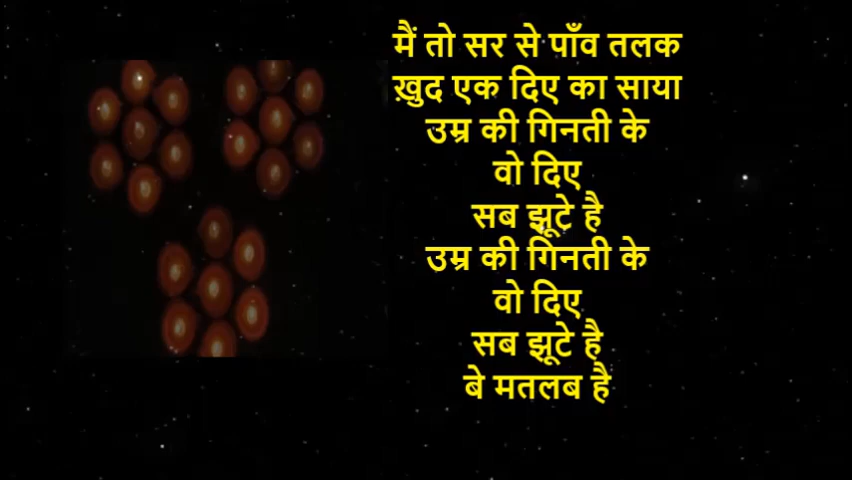 मैं तो सर से पाँव तलक
ख़ुद एक दिए का साया
उम्र की गिनती के
वो दिए
सब झूटे है
उम्र की गिनती के
वो दिए
सब झूटे है
बे मतलब है